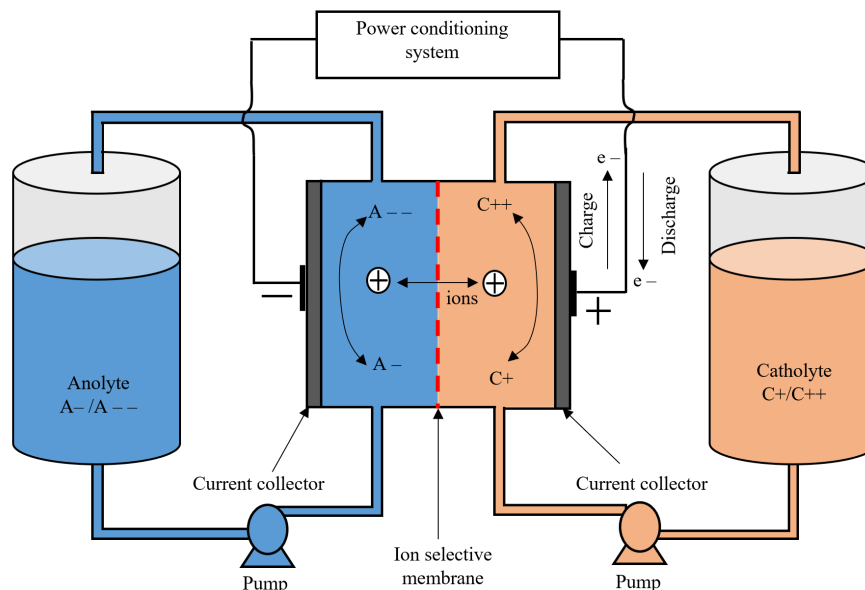 Power conditioning
system
e –
Charge
Discharge
e –
A – –
C++
+
+
ions
–
+
A –
C+
Anolyte
A– /A – –
Catholyte
C+/C++
Current collector
Current collector
Ion selective
membrane
Pump
Pump